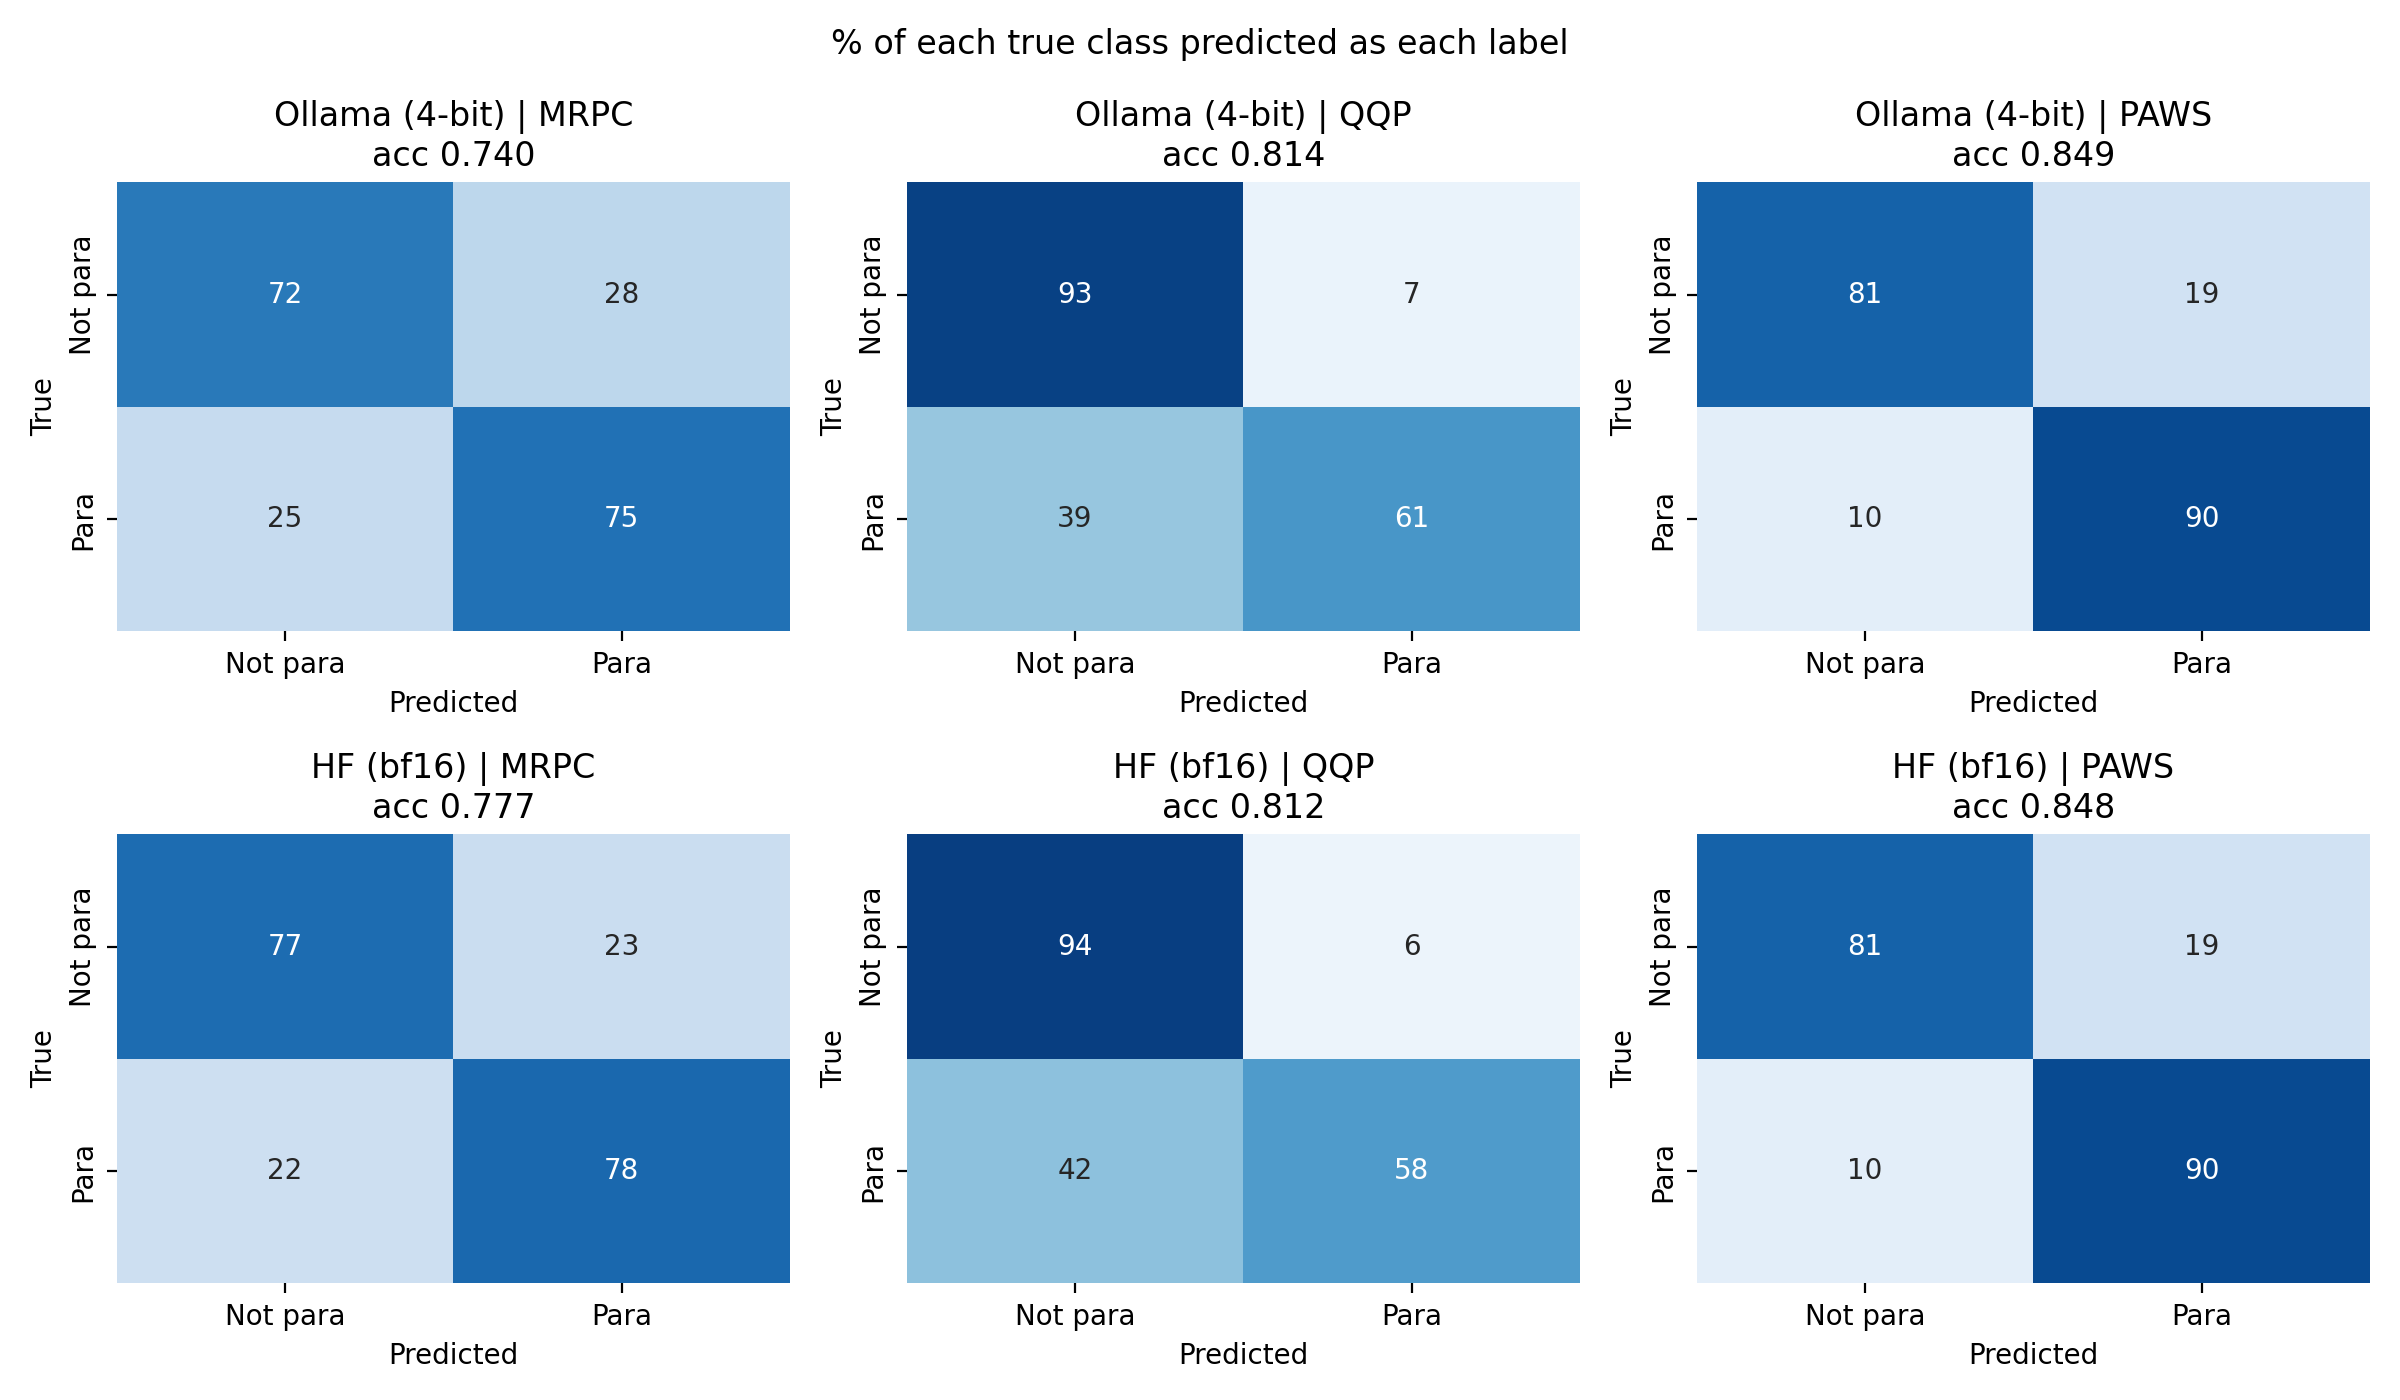 % of each true class predicted as each label
Ollama (4-bit) | MRPC
acc 0.740
Ollama (4-bit) | QQP
acc 0.814
Ollama (4-bit) | PAWS
acc 0.849
True
Not para
72
28
Para
25
75
Not para
Para
Predicted
True
Not para
93
7
Para
39
61
Not para
Para
Predicted
True
Not para
81
19
Para
10
90
Not para
Para
Predicted
HF (bf16) | MRPC
acc 0.777
HF (bf16) | QQP
acc 0.812
HF (bf16) | PAWS
acc 0.848
True
Not para
77
23
Para
22
78
Not para
Para
Predicted
True
Not para
94
6
Para
42
58
Not para
Para
Predicted
True
Not para
81
19
Para
10
90
Not para
Para
Predicted